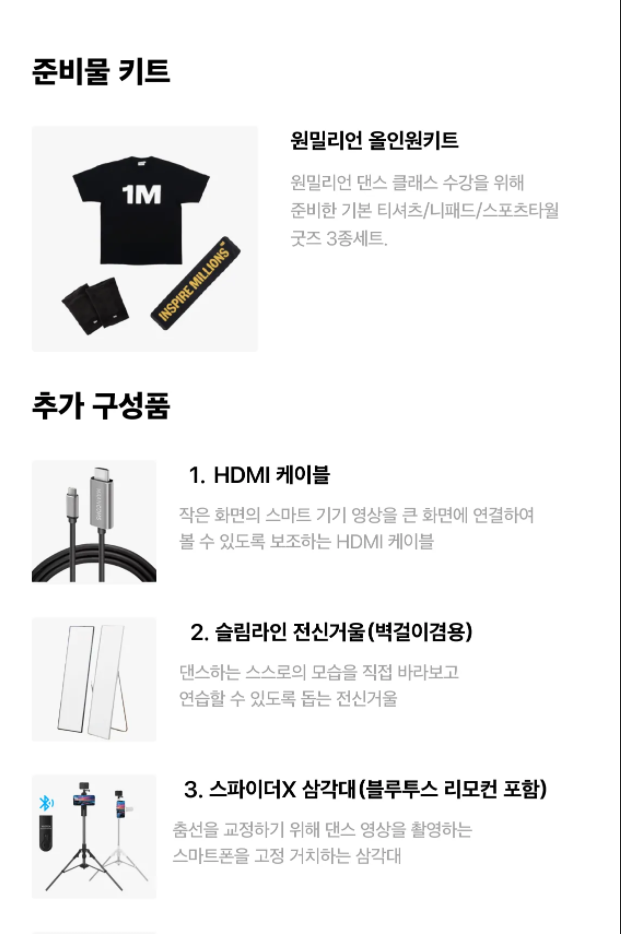 준비물 키트
1M
INSPIRE MILLIONS
원밀리언 올인원키트
원밀리언 댄스 클래스 수강을 위해
준비한 기본 티셔츠/니패드/스포츠타월
굿즈 3종세트.
추가 구성품
1. HDMI 케이블
작은 화면의 스마트 기기 영상을 큰 화면에 연결하여
볼 수 있도록 보조하는 HDMI 케이블
2. 슬림라인 전신거울(벽걸이겸용)
댄스하는 스스로의 모습을 직접 바라보고
연습할 수 있도록 돕는 전신거울
3. 스파이더X 삼각대(블루투스 리모컨 포함)
춤선을 교정하기 위해 댄스 영상을 촬영하는
스마트폰을 고정 거치하는 삼각대